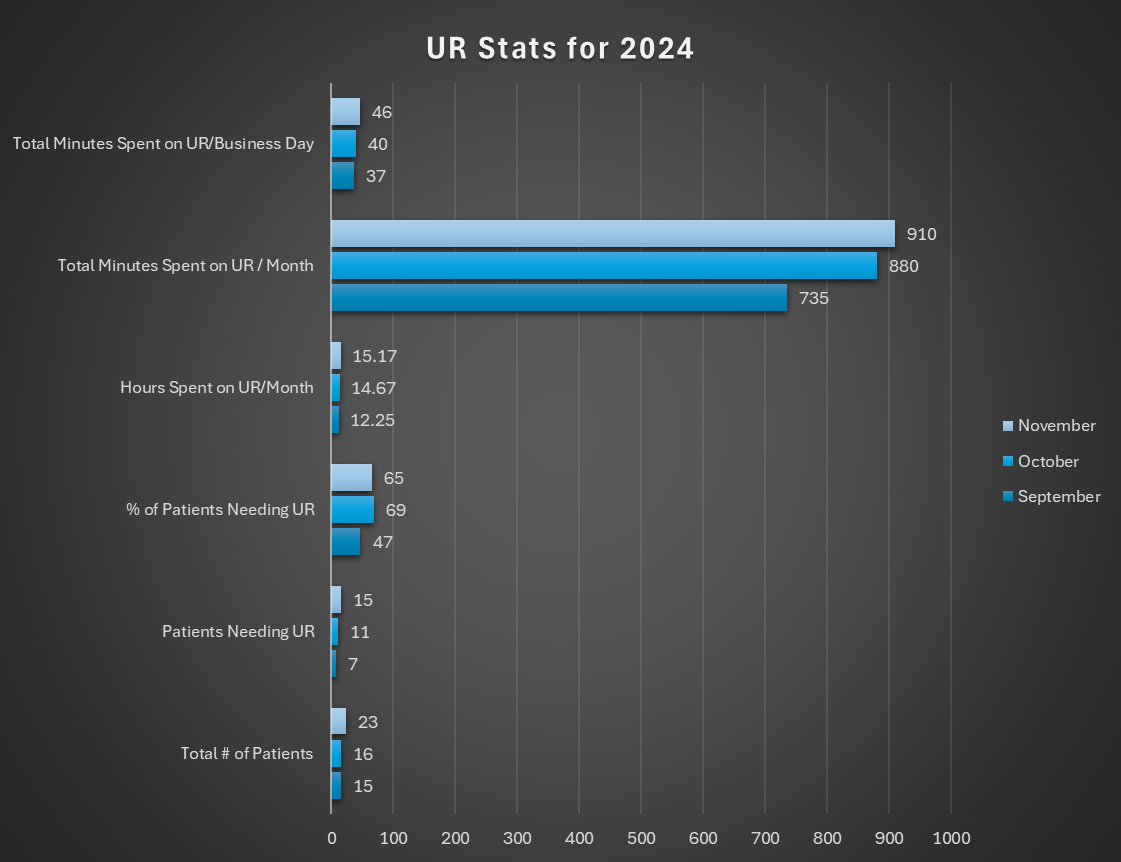 UR Stats for 2024
Total Minutes Spent on UR/Business Day
46
40
37
Total Minutes Spent on UR / Month
910
880
735
Hours Spent on UR/Month
15.17
14.67
12.25
% of Patients Needing UR
65
69
47
Patients Needing UR
15
11
7
Total # of Patients
23
16
15
0 100 200 300 400 500 600 700 800 900 1000
November
October
September